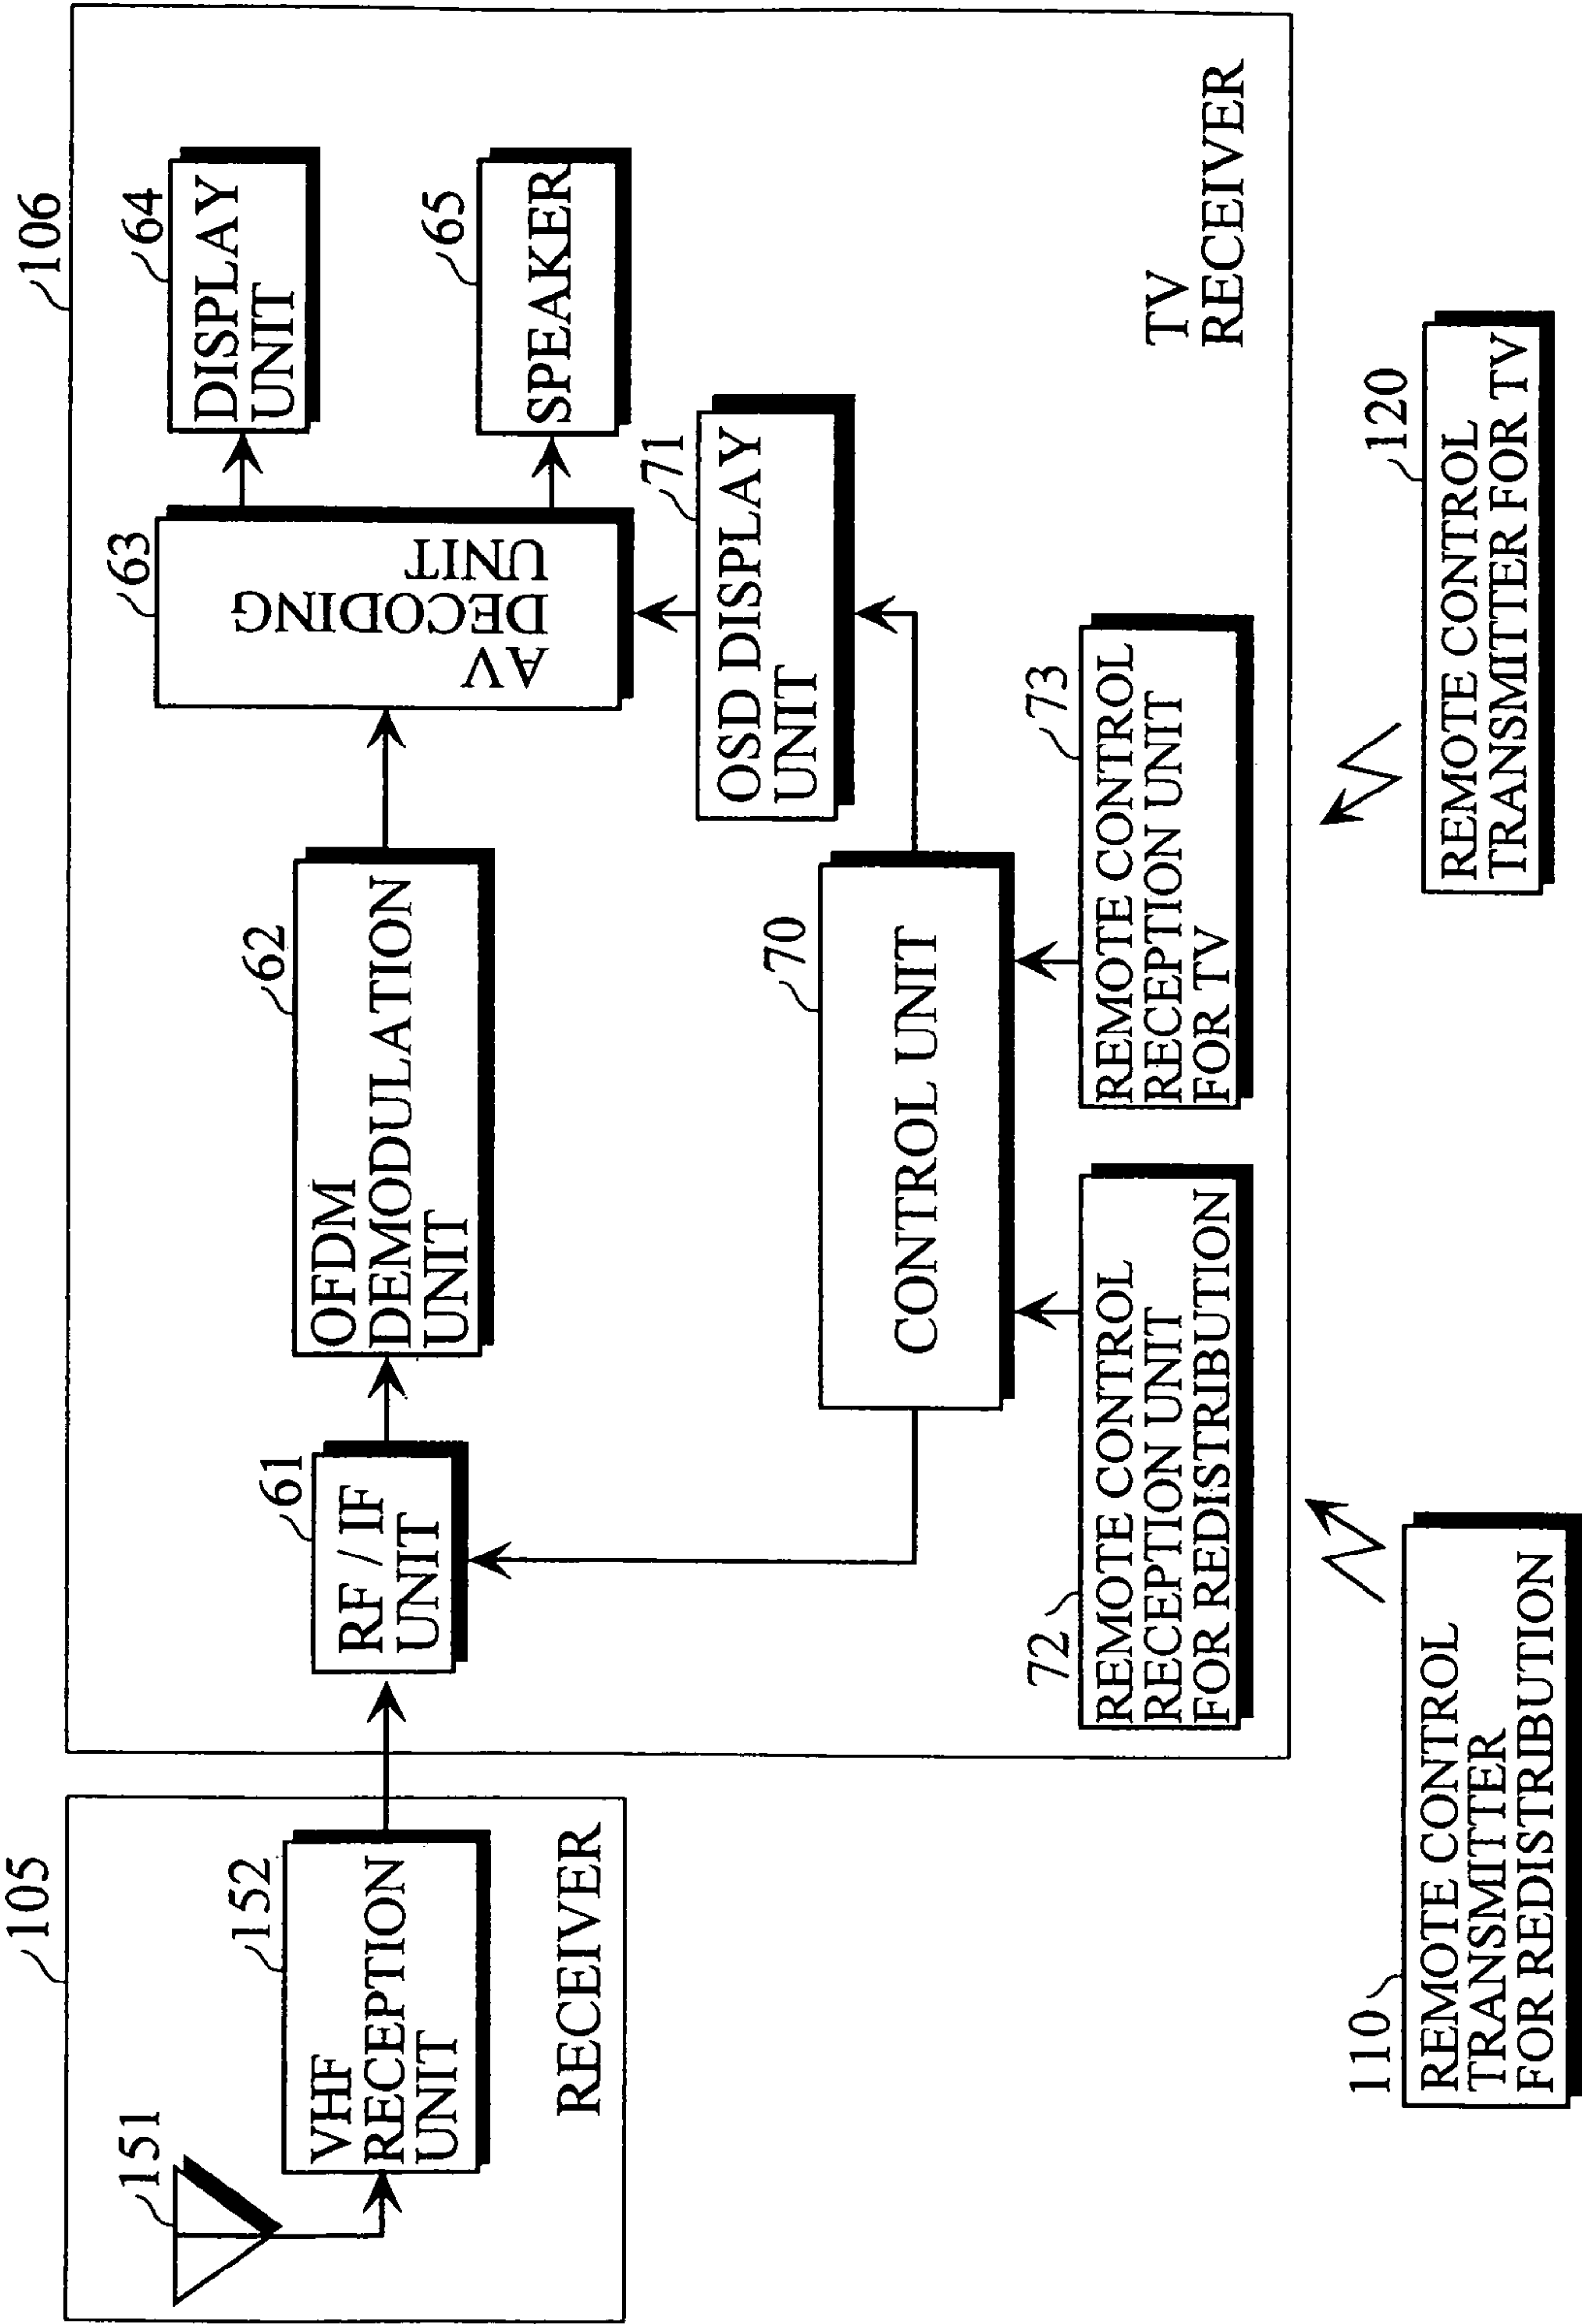 105
151
152
VHF
RECEPTION
UNIT
RECEIVER
106
61
RF / IF
UNIT
62
OFDM
DEMODULATION
UNIT
63
AV
DECODING
UNIT
64
DISPLAY
UNIT
65
SPEAKER
71
OSD DISPLAY
UNIT
70
CONTROL UNIT
72
REMOTE CONTROL
RECEPTION UNIT
FOR REDISTRIBUTION
73
REMOTE CONTROL
RECEPTION UNIT
FOR TV
TV
RECEIVER
110
REMOTE CONTROL
TRANSMITTER
FOR REDISTRIBUTION
120
REMOTE CONTROL
TRANSMITTER FOR TV